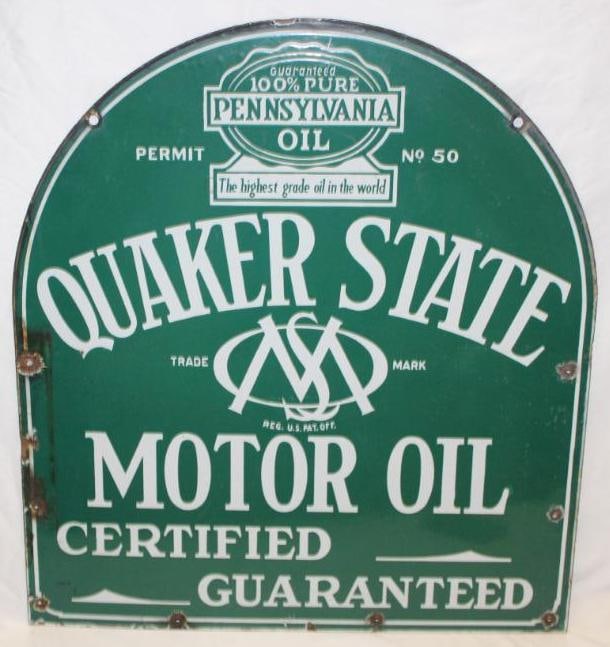 Guaranteed
100% PURE
PENNSYLVANIA
OIL
PERMIT Nº 50
The highest grade oil in the world
QUAKER STATE
TRADE MARK
REG. U.S. PAT. OFF.
MOTOR OIL
CERTIFIED
GUARANTEED